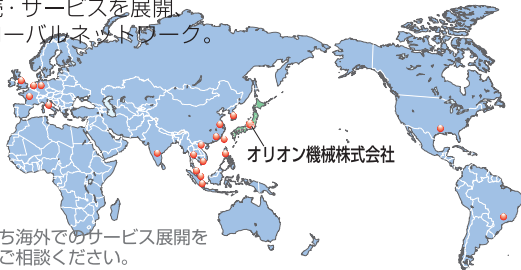 ・サービスを展開、
ーバルネットワーク。
オリオン機械株式会社
ち海外でのサービス展開を
ご相談ください。